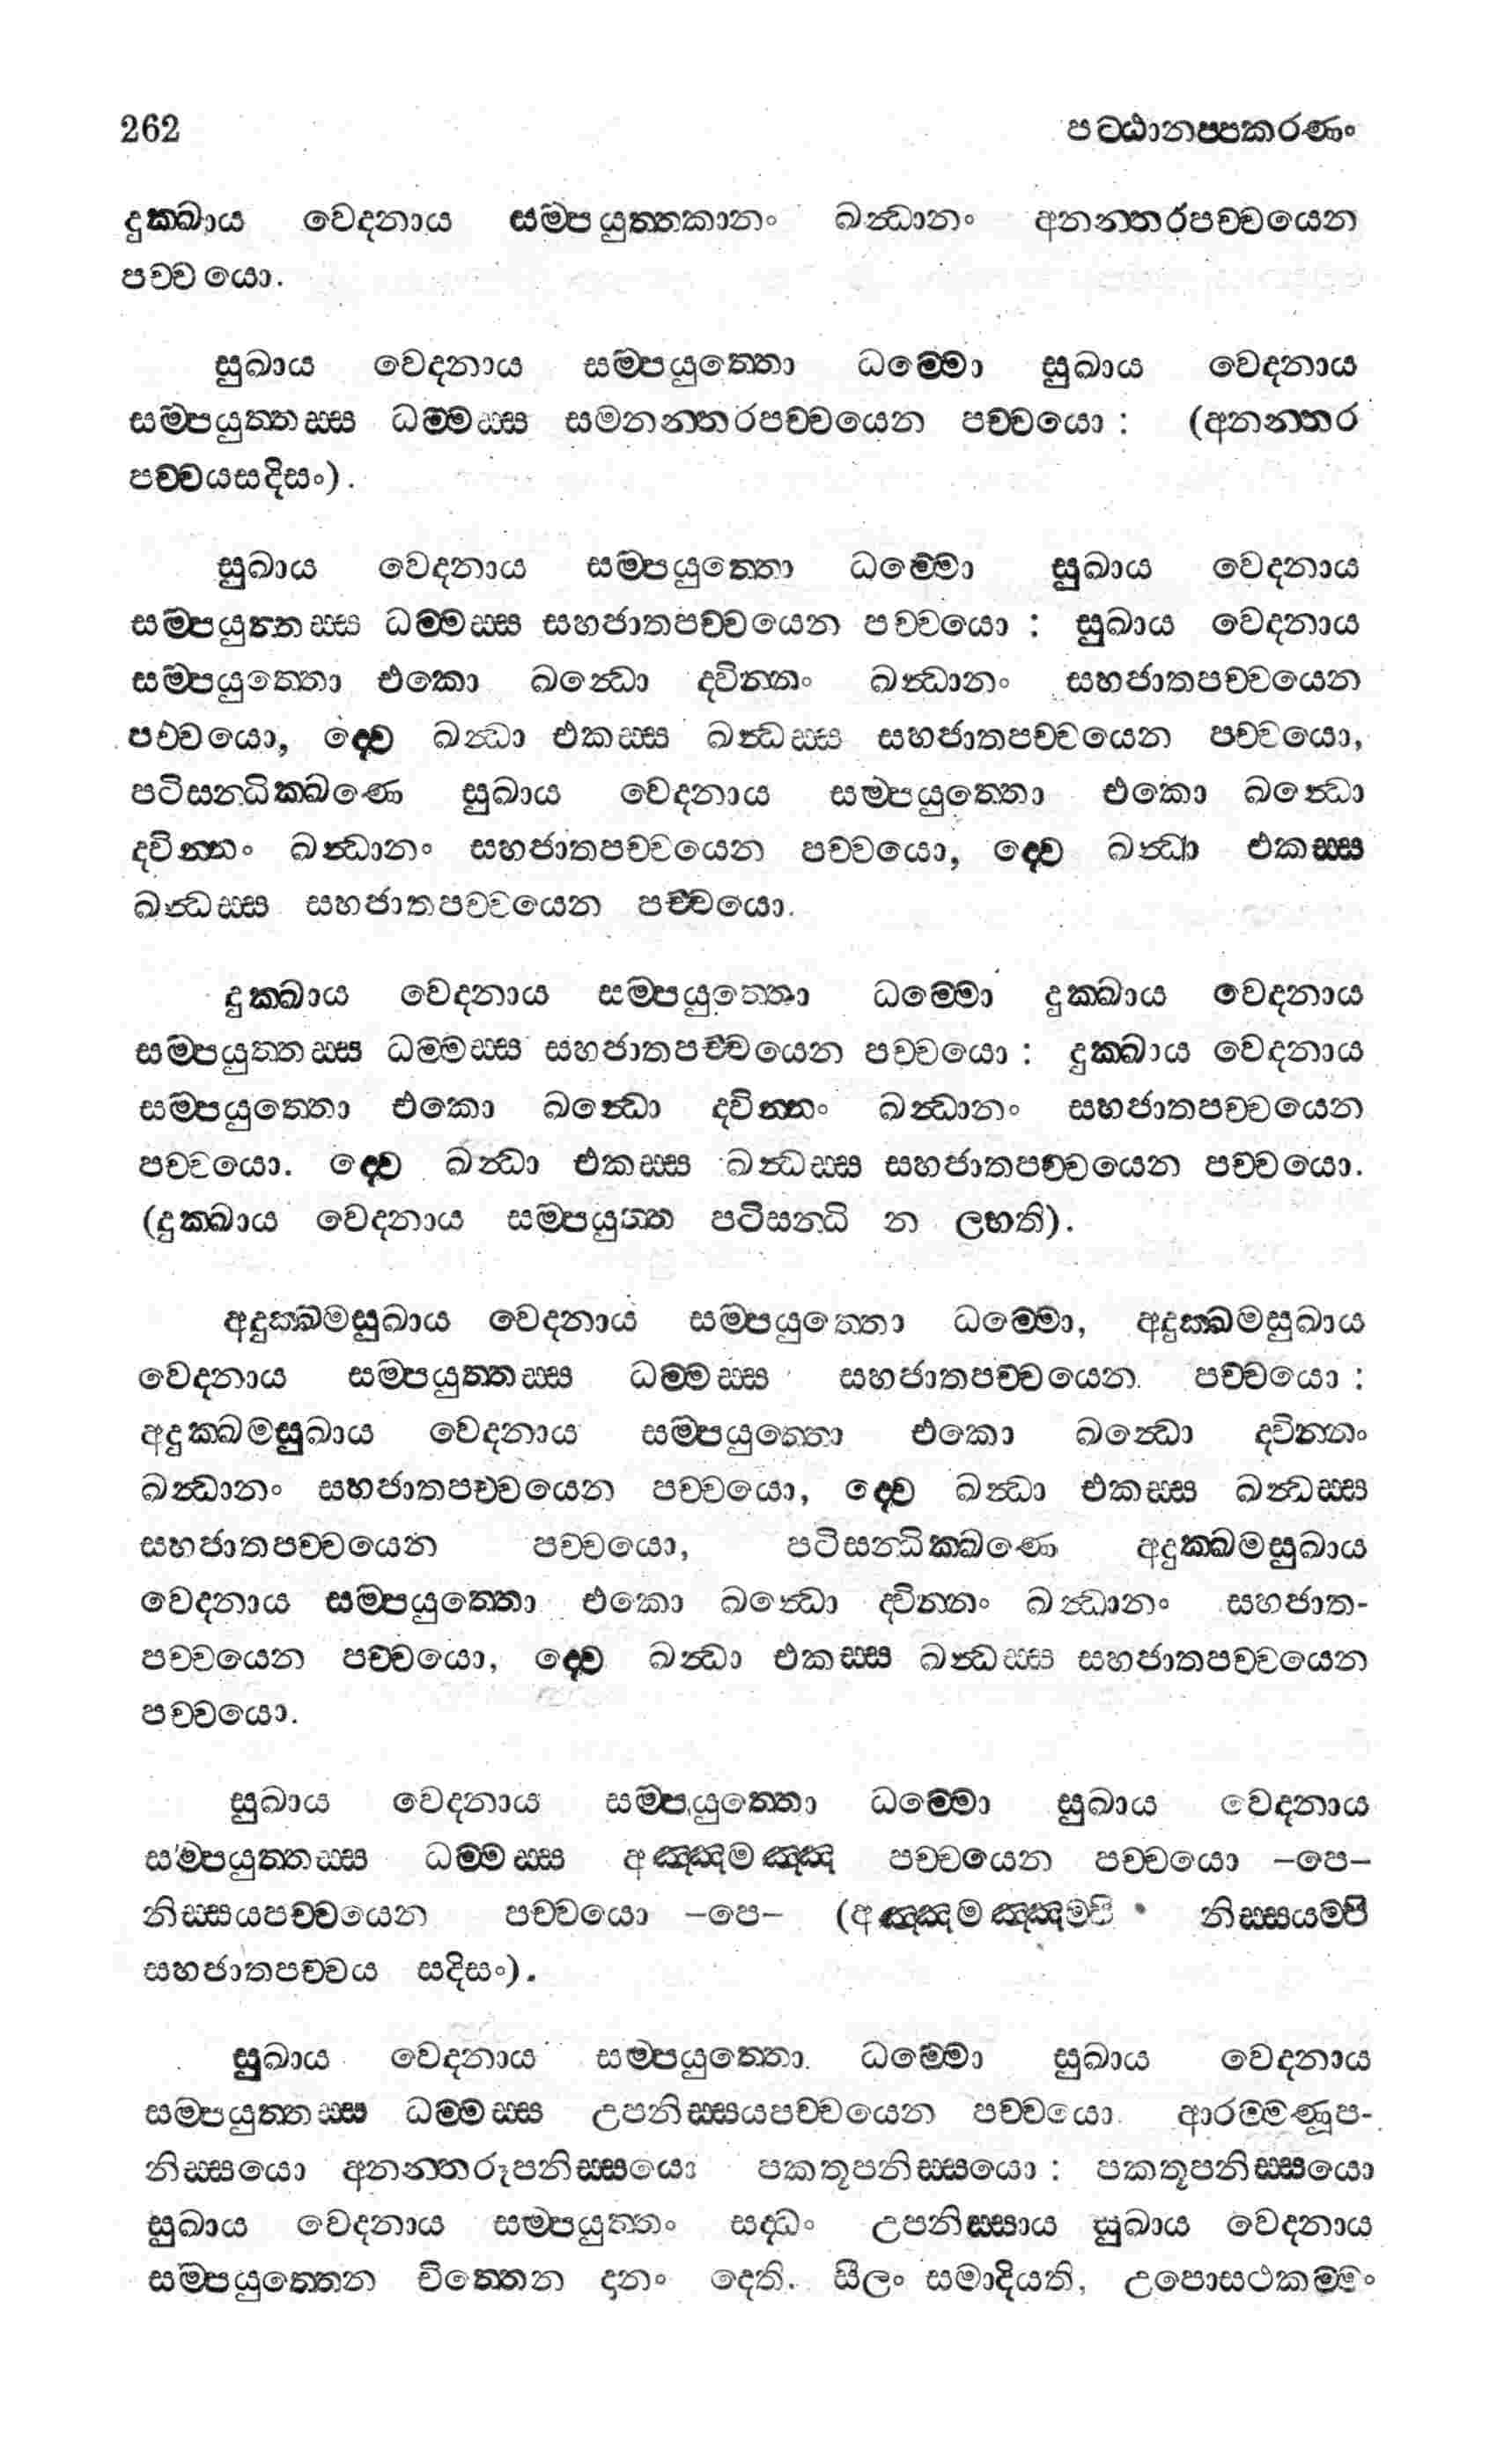 262 පට්ඨානප්පකරණං
දුක්ඛාය වෙදනාය සම්පයුත්තකානං ඛන්ධානං අනන්තරපච්චයෙන
පච්චයො.
සුඛාය වෙදනාය සම්පයුත්තො ධම්මො සුඛාය වෙදනාය
සම්පයුත්තස්ස ධම්මස්ස සමනන්තරපච්චයෙන පච්චයො : (අනන්තර
පච්චයසදිසං).
සුඛාය වෙදනාය සම්පයුත්තො ධම්මො සුඛාය වෙදනාය
සම්පයුත්තස්ස ධම්මස්ස සහජාතපච්චයෙන පච්චයො : සුඛාය වෙදනාය
සම්පයුත්තො එකො ඛන්ධො ද්වින්නං ඛන්ධානං සහජාතපච්චයෙන
පච්චයො, ද්වෙ ඛන්ධා එකස්ස ඛන්ධස්ස සහජාතපච්චයෙන පච්චයො,
පටිසන්ධික්ඛණෙ සුඛාය වෙදනාය සම්පයුත්තො එකො ඛන්ධො
ද්වින්නං ඛන්ධානං සහජාතපච්චයෙන පච්චයො, ද්වෙ ඛන්ධා එකස්ස
ඛන්ධස්ස සහජාතපච්චයෙන පච්චයො.
දුක්ඛාය වෙදනාය සම්පයුත්තො ධම්මො දුක්ඛාය වෙදනාය
සම්පයුත්තස්ස ධම්මස්ස සහජාතපච්චයෙන පච්චයො : දුක්ඛාය වෙදනාය
සම්පයුත්තො එකො ඛන්ධො ද්වින්නං ඛන්ධානං සහජාතපච්චයෙන
පච්චයො. ද්වෙ ඛන්ධා එකස්ස ඛන්ධස්ස සහජාතපච්චයෙන පච්චයො.
(දුක්ඛාය වෙදනාය සම්පයුත්ත පටිසන්ධි න ලභති).
අදුක්ඛමසුඛාය වෙදනාය සම්පයුත්තො ධම්මො, අදුක්ඛමසුඛාය
වෙදනාය සම්පයුත්තස්ස ධම්මස්ස සහජාතපච්චයෙන පච්චයො :
අදුක්ඛමසුඛාය වෙදනාය සම්පයුත්තො එකො ඛන්ධො ද්වින්නං
ඛන්ධානං සහජාතපච්චයෙන පච්චයො, ද්වෙ ඛන්ධා එකස්ස ඛන්ධස්ස
සහජාතපච්චයෙන පච්චයො, පටිසන්ධික්ඛණෙ අදුක්ඛමසුඛාය
වෙදනාය සම්පයුත්තො එකො ඛන්ධො ද්වින්නං ඛන්ධානං සහජාත-
පච්චයෙන පච්චයො, ද්වෙ ඛන්ධා එකස්ස ඛන්ධස්ස සහජාතපච්චයෙන
පච්චයො.
සුඛාය වෙදනාය සම්පයුත්තො ධම්මො සුඛාය වෙදනාය
සම්පයුත්තස්ස ධම්මස්ස අඤ්ඤමඤ්ඤ පච්චයෙන පච්චයො –පෙ–
නිස්සයපච්චයෙන පච්චයො –පෙ– (අඤ්ඤමඤ්ඤම්පි නිස්සයම්පි
සහජාතපච්චය සදිසං).
සුඛාය වෙදනාය සම්පයුත්තො ධම්මො සුඛාය වෙදනාය
සම්පයුත්තස්ස ධම්මස්ස උපනිස්සයපච්චයෙන පච්චයො. ආරම්මණූප-
නිස්සයො අනන්තරූපනිස්සයො පකතූපනිස්සයො : පකතූපනිස්සයො
සුඛාය වෙදනාය සම්පයුත්තං සද්ධං උපනිස්සාය සුඛාය වෙදනාය
සම්පයුත්තෙන චිත්තෙන දානං දෙති. සීලං සමාදියති, උපොසථකම්මං